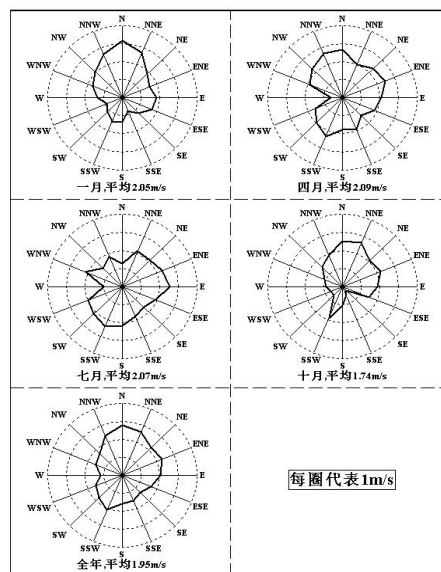 N
NNW NNE
NW NE
WNW ENE
W E
WSW ESE
SW SE
SSW SSE
S
一月,平均2.05m/s
N
NNW NNE
NW NE
WNW ENE
W E
WSW ESE
SW SE
SSW SSE
S
四月,平均2.09m/s
N
NNW NNE
NW NE
WNW ENE
W E
WSW ESE
SW SE
SSW SSE
S
七月,平均2.07m/s
N
NNW NNE
NW NE
WNW ENE
W E
WSW ESE
SW SE
SSW SSE
S
十月,平均1.74m/s
N
NNW NNE
NW NE
WNW ENE
W E
WSW ESE
SW SE
SSW SSE
S
全年,平均1.95m/s
每圈代表1m/s